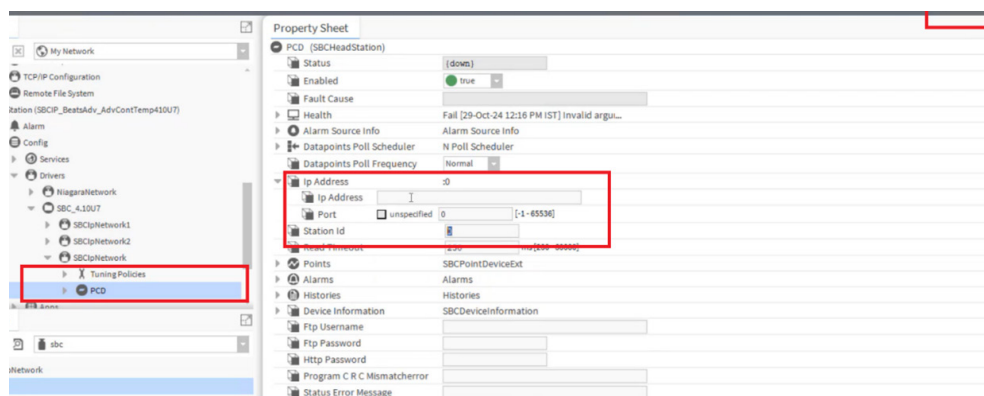 Property Sheet
My Network
PCD (SBCHeadStation)
Status {down}
TCP/IP Configuration
Enabled true
Remote File System
Fault Cause
tation (SBCIP_BeatsAdv_AdvContTemp410U7)
Health Fail [29-Oct-24 12:16 PM IST] Invalid argu...
Alarm
Alarm Source Info Alarm Source Info
Config
Datapoints Poll Scheduler N Poll Scheduler
Services
Datapoints Poll Frequency Normal
Drivers
Ip Address :0
NiagaraNetwork
Ip Address
SBC_4.10U7
Port unspecified 0 [-1-65536]
SBCIpNetwork1
Station Id
SBCIpNetwork2
Read Timeout
SBCIpNetwork
Points SBCPointDeviceExt
Tuning Policies
Alarms Alarms
PCD
Histories Histories
Apps
Device Information SBCDeviceInformation
Ftp Username
Ftp Password
sbc
Http Password
pNetwork
Program C R C Mismatcherror
Status Error Message